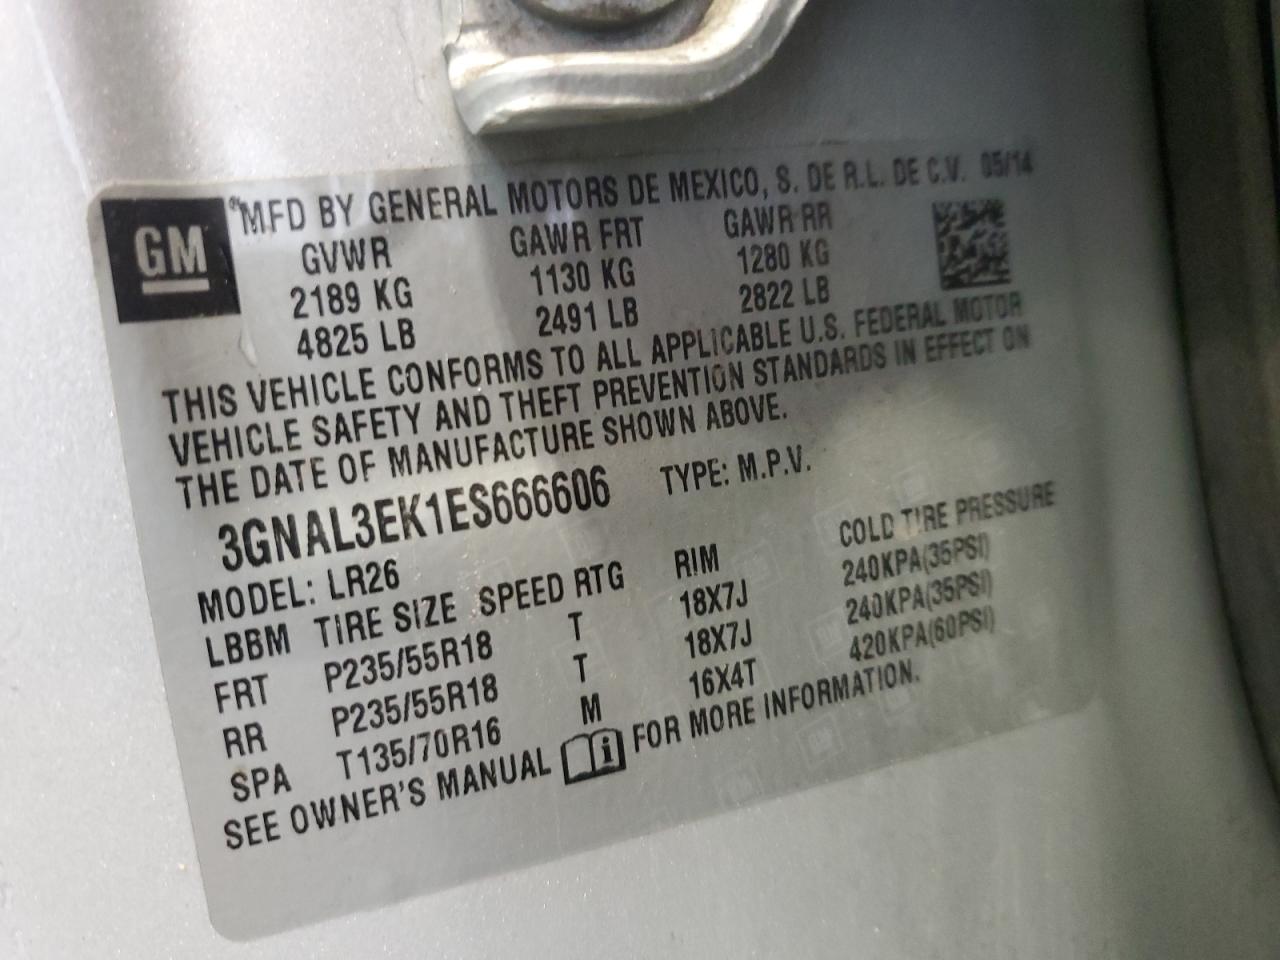 GM
MFD BY GENERAL MOTORS DE MEXICO, S. DE R.L. DE C.V. 05/14
GVWR GAWR FRT GAWR RR
2189 KG 1130 KG 1280 KG
4825 LB 2491 LB 2822 LB
THIS VEHICLE CONFORMS TO ALL APPLICABLE U.S. FEDERAL MOTOR
VEHICLE SAFETY AND THEFT PREVENTION STANDARDS IN EFFECT ON
THE DATE OF MANUFACTURE SHOWN ABOVE.
3GNAL3EK1ES666606 TYPE: M.P.V.
MODEL: LR26
LBBM TIRE SIZE SPEED RTG RIM COLD TIRE PRESSURE
FRT P235/55R18 T 18X7J 240KPA(35PSI)
RR P235/55R18 T 18X7J 240KPA(35PSI)
SPA T135/70R16 M 16X4T 420KPA(60PSI)
SEE OWNER'S MANUAL FOR MORE INFORMATION.